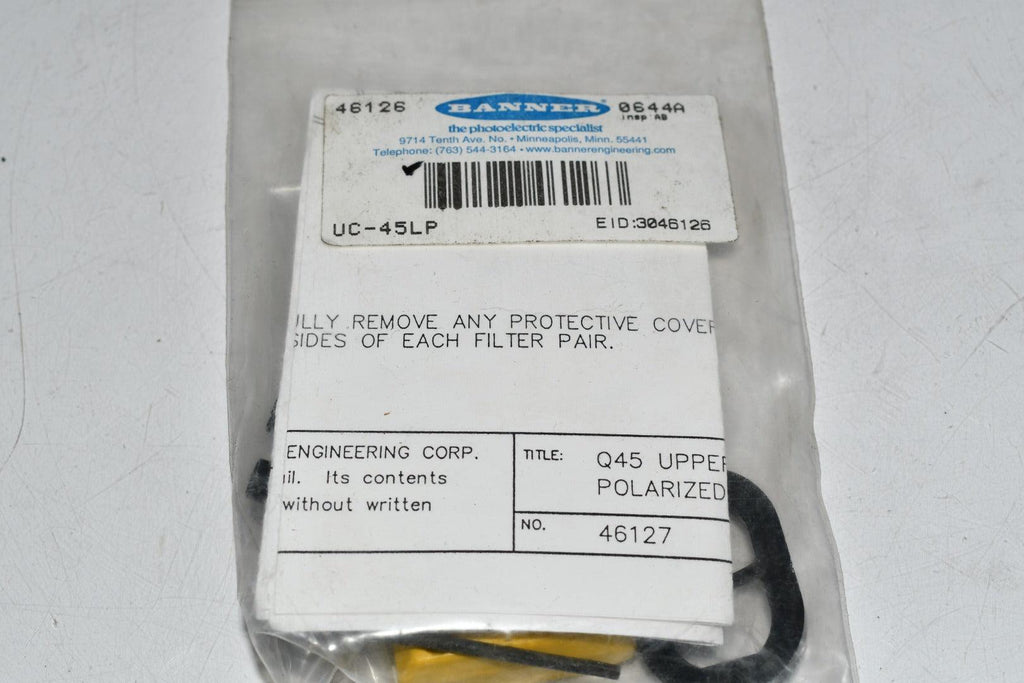 46126 BANNER 0644A
insp AB
the photoelectric specialist
9714 Tenth Ave. No. • Minneapolis, Minn. 55441
Telephone: (763) 544-3164 • www.bannerengineering.com
UC-45LP EID:3046126
ULLY REMOVE ANY PROTECTIVE COVER
SIDES OF EACH FILTER PAIR.
ENGINEERING CORP.
il. Its contents
without written
TITLE: Q45 UPPER
POLARIZED
NO. 46127